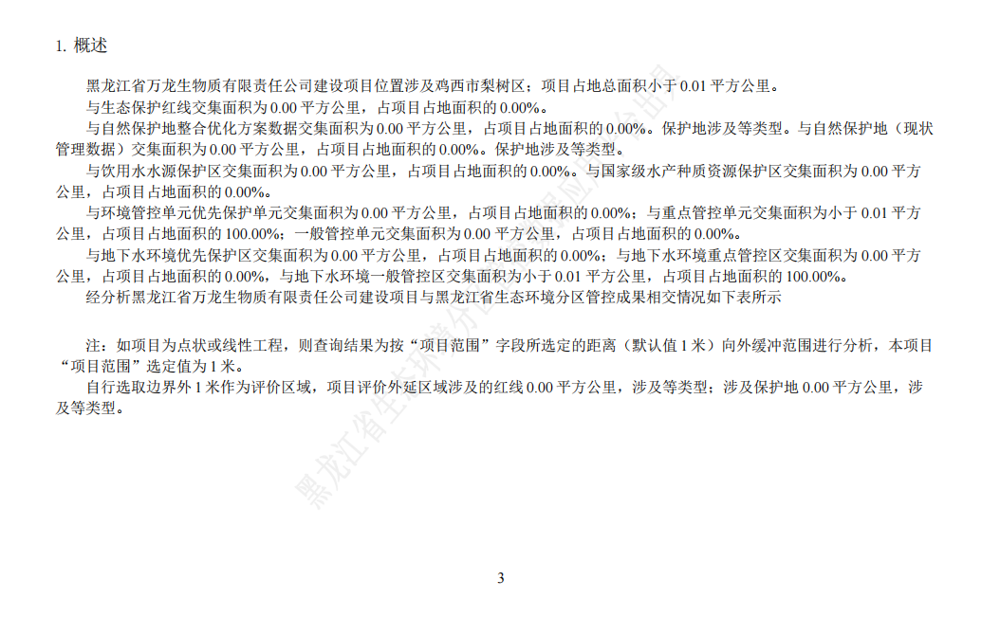 1. 概述
黑龙江省万龙生物质有限责任公司建设项目位置涉及鸡西市梨树区；项目占地总面积小于 0.01 平方公里。
与生态保护红线交集面积为 0.00 平方公里，占项目占地面积的 0.00%。
与自然保护地整合优化方案数据交集面积为 0.00 平方公里，占项目占地面积的 0.00%。保护地涉及等类型。与自然保护地（现状
管理数据）交集面积为 0.00 平方公里，占项目占地面积的 0.00%。保护地涉及等类型。
与饮用水水源保护区交集面积为 0.00 平方公里，占项目占地面积的 0.00%。与国家级水产种质资源保护区交集面积为 0.00 平方
公里，占项目占地面积的 0.00%。
与环境管控单元优先保护单元交集面积为 0.00 平方公里，占项目占地面积的 0.00%；与重点管控单元交集面积为小于 0.01 平方
公里，占项目占地面积的 100.00%；一般管控单元交集面积为 0.00 平方公里，占项目占地面积的 0.00%。
与地下水环境优先保护区交集面积为 0.00 平方公里，占项目占地面积的 0.00%；与地下水环境重点管控区交集面积为 0.00 平方
公里，占项目占地面积的 0.00%，与地下水环境一般管控区交集面积为小于 0.01 平方公里，占项目占地面积的 100.00%。
经分析黑龙江省万龙生物质有限责任公司建设项目与黑龙江省生态环境分区管控成果相交情况如下表所示
注：如项目为点状或线性工程，则查询结果为按“项目范围”字段所选定的距离（默认值 1 米）向外缓冲范围进行分析，本项目
“项目范围”选定值为 1 米。
自行选取边界外 1 米作为评价区域，项目评价外延区域涉及的红线 0.00 平方公里，涉及等类型；涉及保护地 0.00 平方公里，涉
及等类型。
3